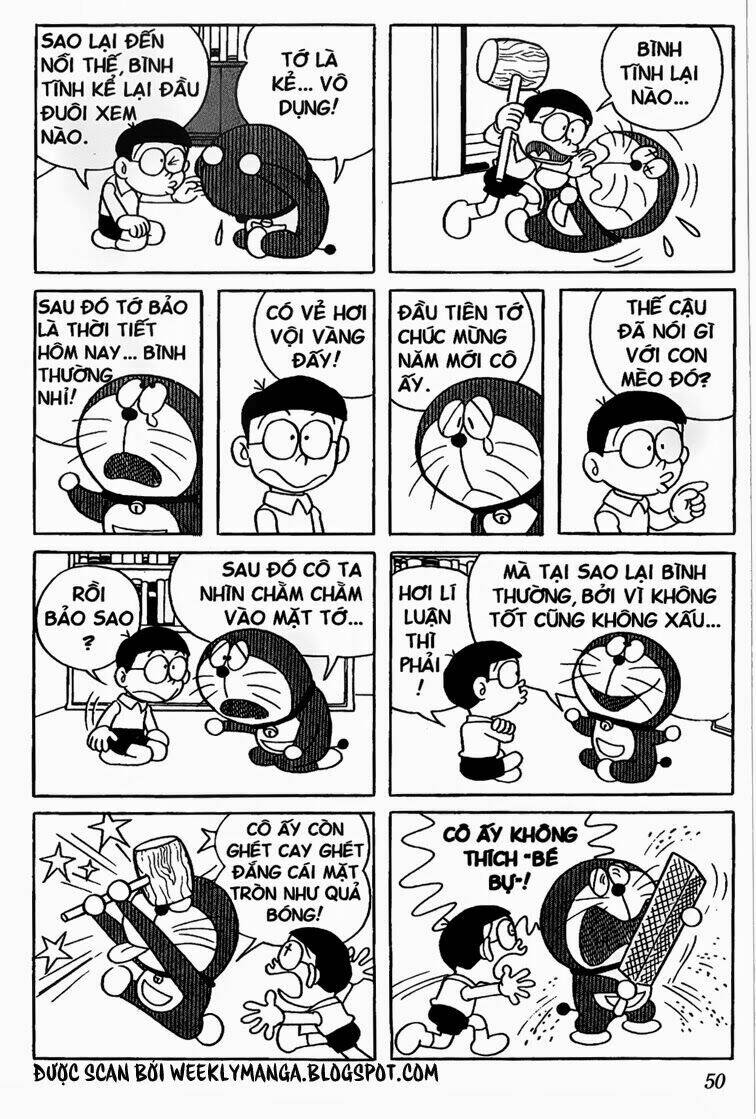 BÌNH
TĨNH LẠI
NÀO...
TỚ LÀ
KẺ... VÔ
DỤNG!
SAO LẠI ĐẾN
NỖI THẾ, BÌNH
TĨNH KỂ LẠI ĐẦU
ĐUÔI XEM
NÀO.
THẾ CẬU
ĐÃ NÓI GÌ
VỚI CON
MÈO ĐÓ?
ĐẦU TIÊN TỚ
CHÚC MỪNG
NĂM MỚI CÔ
ẤY.
CÓ VẺ HƠI
VỘI VÀNG
ĐẤY!
SAU ĐÓ TỚ BẢO
LÀ THỜI TIẾT
HÔM NAY... BÌNH
THƯỜNG
NHỈ!
MÀ TẠI SAO LẠI BÌNH
THƯỜNG, BỞI VÌ KHÔNG
TỐT CŨNG KHÔNG XẤU...
HƠI LÍ
LUẬN
THÌ
PHẢI
!
SAU ĐÓ CÔ TA
NHÌN CHẰM CHẰM
VÀO MẶT TỚ...
RỒI
BẢO SAO
?
CÔ ẤY KHÔNG
THÍCH "BÉ
BỰ"!
CÔ ẤY CÒN
GHÉT CAY GHÉT
ĐẮNG CÁI MẶT
TRÒN NHƯ QUẢ
BÓNG!
ĐƯỢC SCAN BỞI WEEKLYMANGA.BLOGSPOT.COM
50